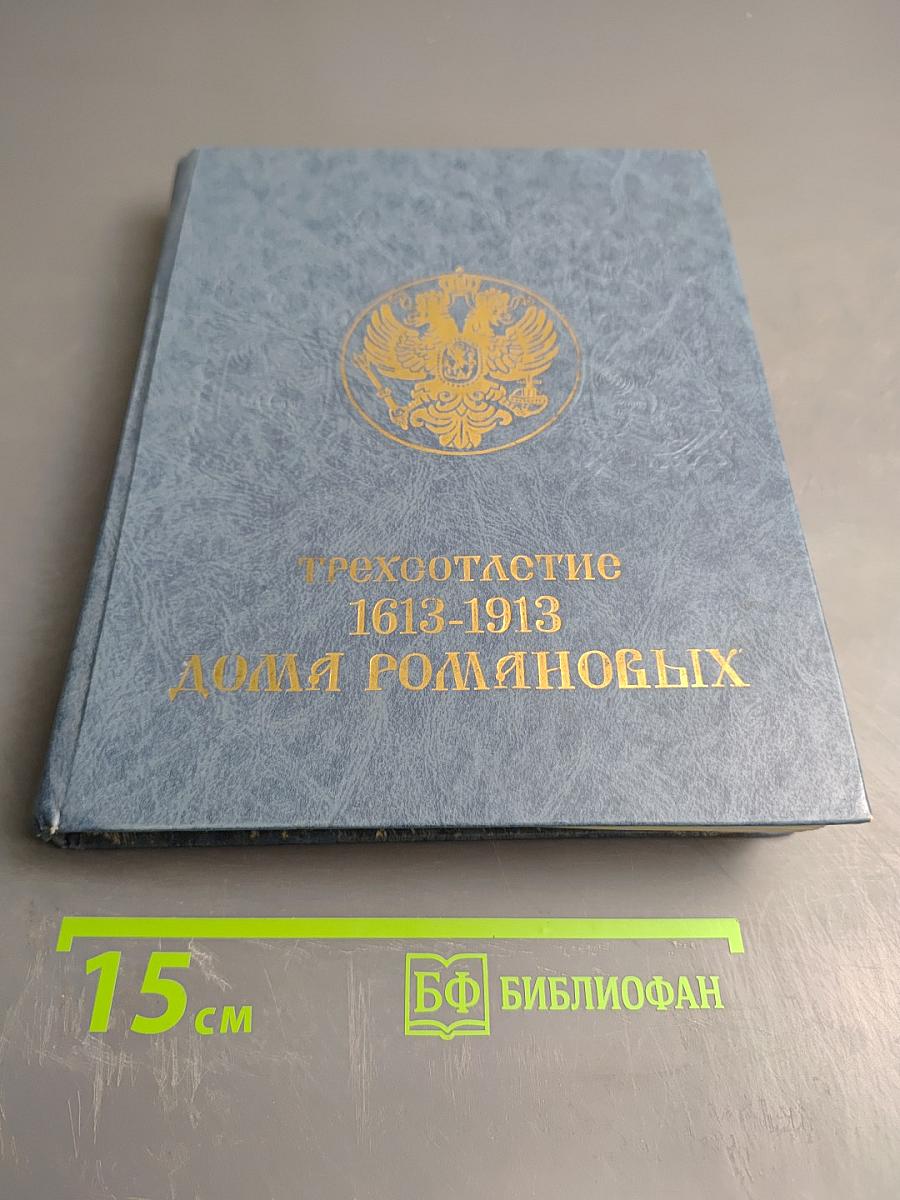 ТРЕХСОТЛЕТИЕ
1613-1913
ДОМА РОМАНОВЫХ
15 см
БФ БИБЛИОФАН